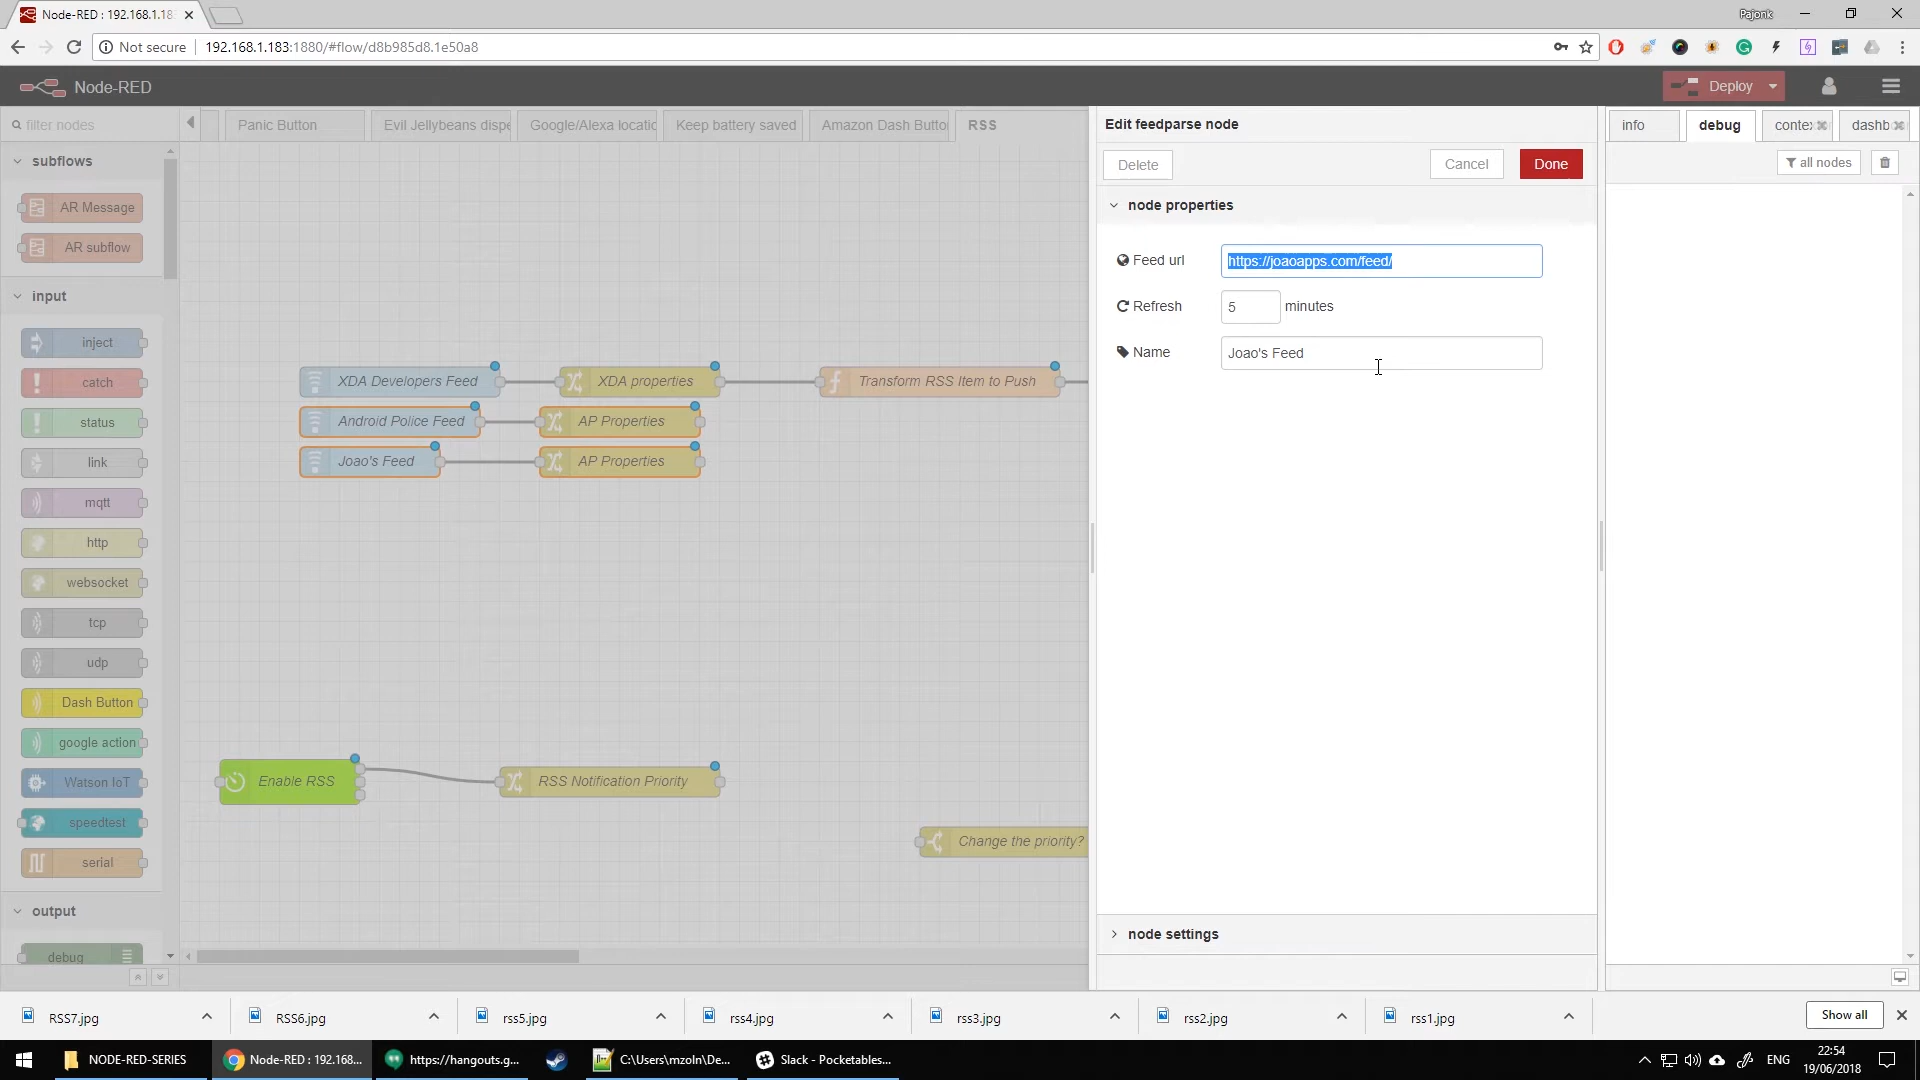 Node-RED : 192.168.1.18
Pajonk
Not secure
192.168.1.183:1880/#flow/d8b985d8.1e50a8
Node-RED
Deploy
filter nodes
Panic Button
Evil Jellybeans dispe
Google/Alexa locatic
Keep battery saved
Amazon Dash Button
RSS
Edit feedparse node
info
debug
contex
dashb
Delete
Cancel
Done
all nodes
subflows
AR Message
AR subflow
node properties
Feed url
https://joaoapps.com/feed/
Refresh
5
minutes
Name
Joao's Feed
input
inject
catch
status
link
mqtt
http
websocket
tcp
udp
Dash Button
google action
Watson IoT
speedtest
serial
output
debug
XDA Developers Feed
XDA properties
Transform RSS Item to Push
Android Police Feed
AP Properties
Joao's Feed
AP Properties
Enable RSS
RSS Notification Priority
Change the priority?
node settings
RSS7.jpg
RSS6.jpg
rss5.jpg
rss4.jpg
rss3.jpg
rss2.jpg
rss1.jpg
Show all
NODE-RED-SERIES
Node-RED : 192.168...
https://hangouts.g...
C:\Users\mzoln\De...
Slack - Pocketables...
ENG
22:54
19/06/2018